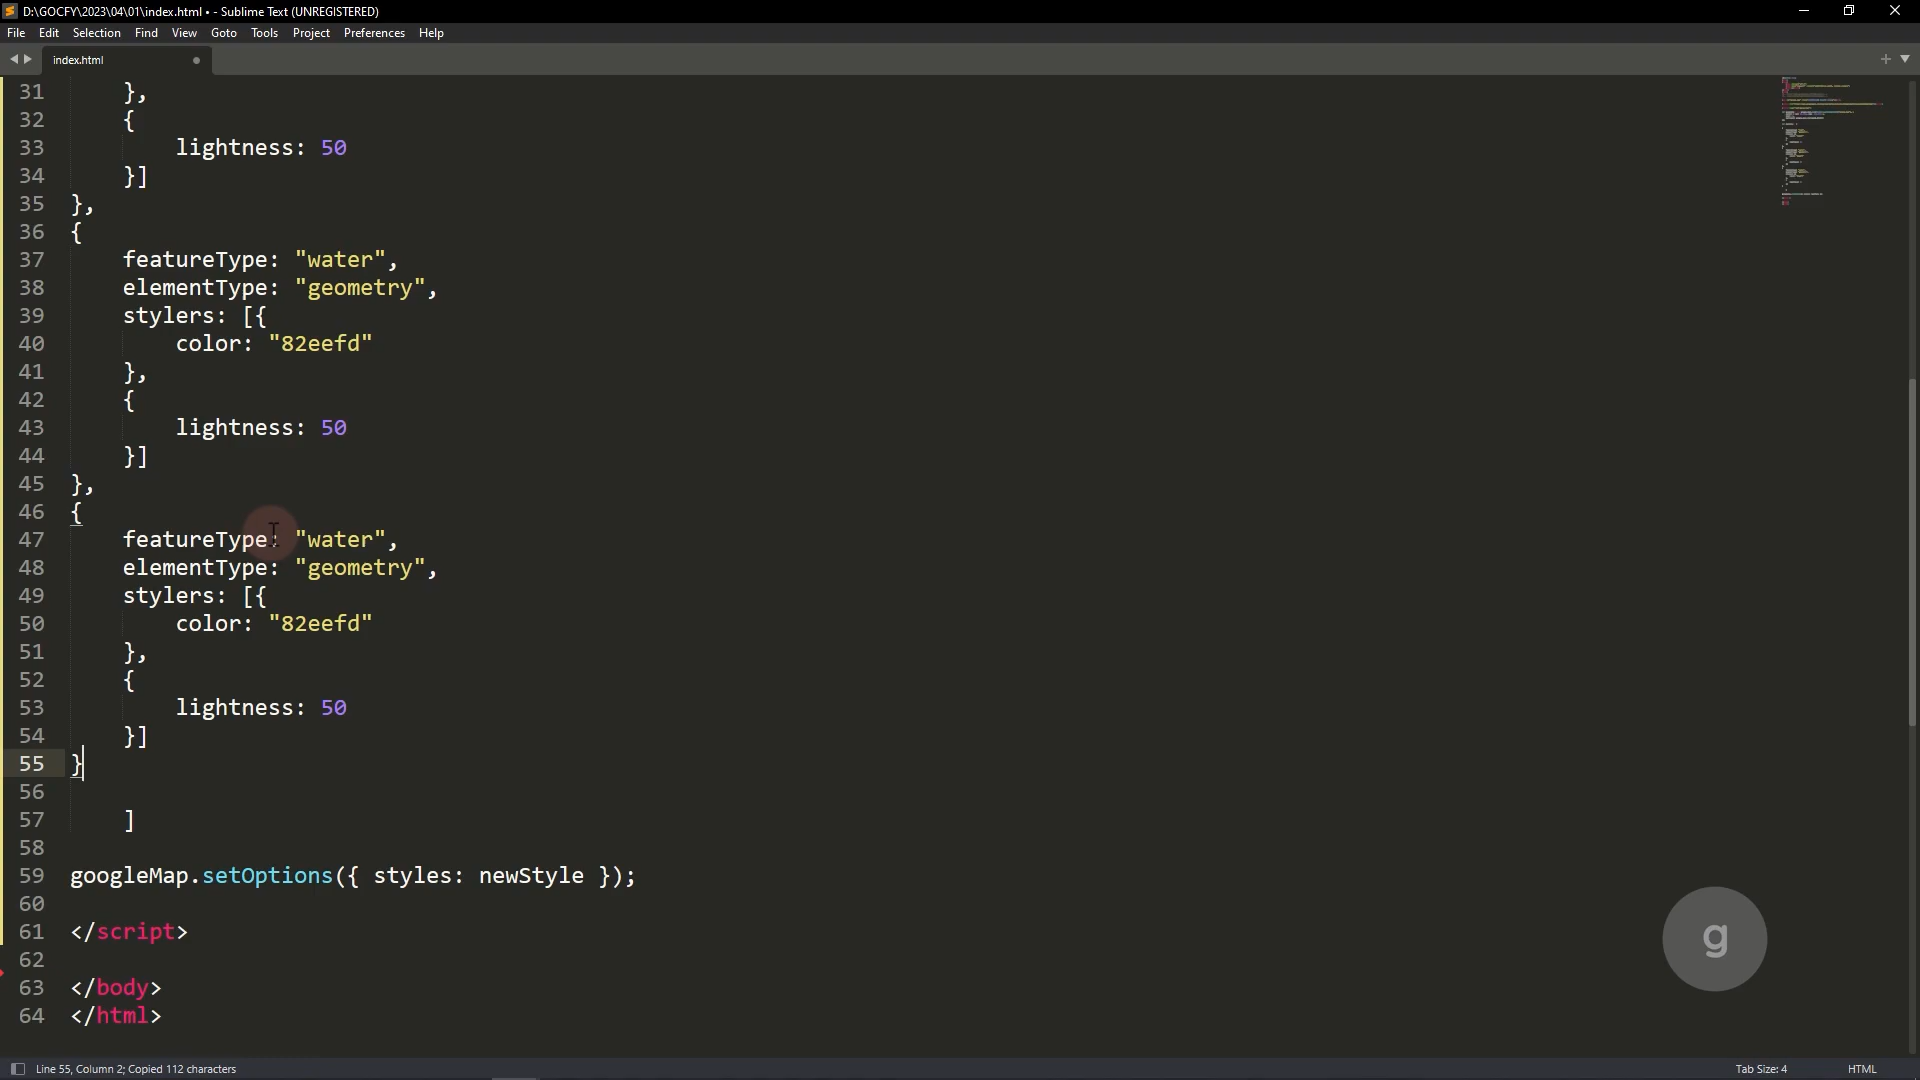 D:\GOCFY\2023\04\01\index.html • - Sublime Text (UNREGISTERED)
File Edit Selection Find View Goto Tools Project Preferences Help
index.html
31 },
32 {
33 lightness: 50
34 }]
35 },
36 {
37 featureType: "water",
38 elementType: "geometry",
39 stylers: [{
40 color: "82eefd"
41 },
42 {
43 lightness: 50
44 }]
45 },
46 {
47 featureType: "water",
48 elementType: "geometry",
49 stylers: [{
50 color: "82eefd"
51 },
52 {
53 lightness: 50
54 }]
55 }
56
57 ]
58
59 googleMap.setOptions({ styles: newStyle });
60
61 </script>
62
63 </body>
64 </html>
g
Line 55, Column 2; Copied 112 characters
Tab Size: 4 HTML